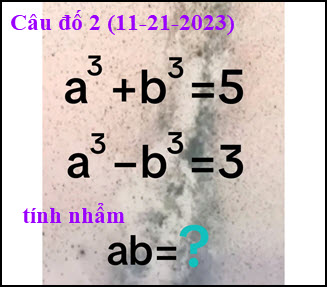 Câu đố 2 (11-21-2023)
a³+b³=5
a³-b³=3
tính nhẩm
ab=?